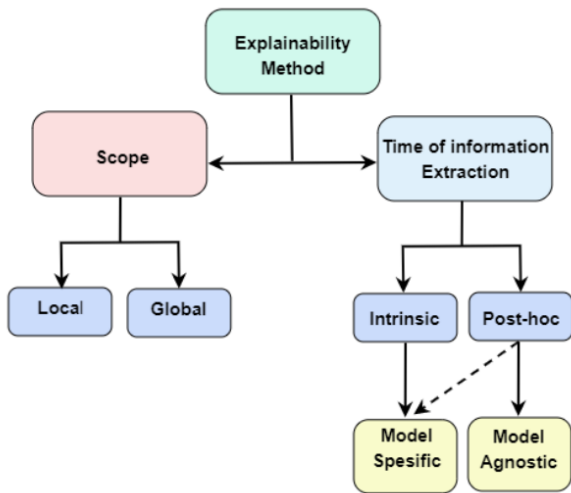 Explainability
Method
Scope
Time of information
Extraction
Local
Global
Intrinsic
Post-hoc
Model
Spesific
Model
Agnostic